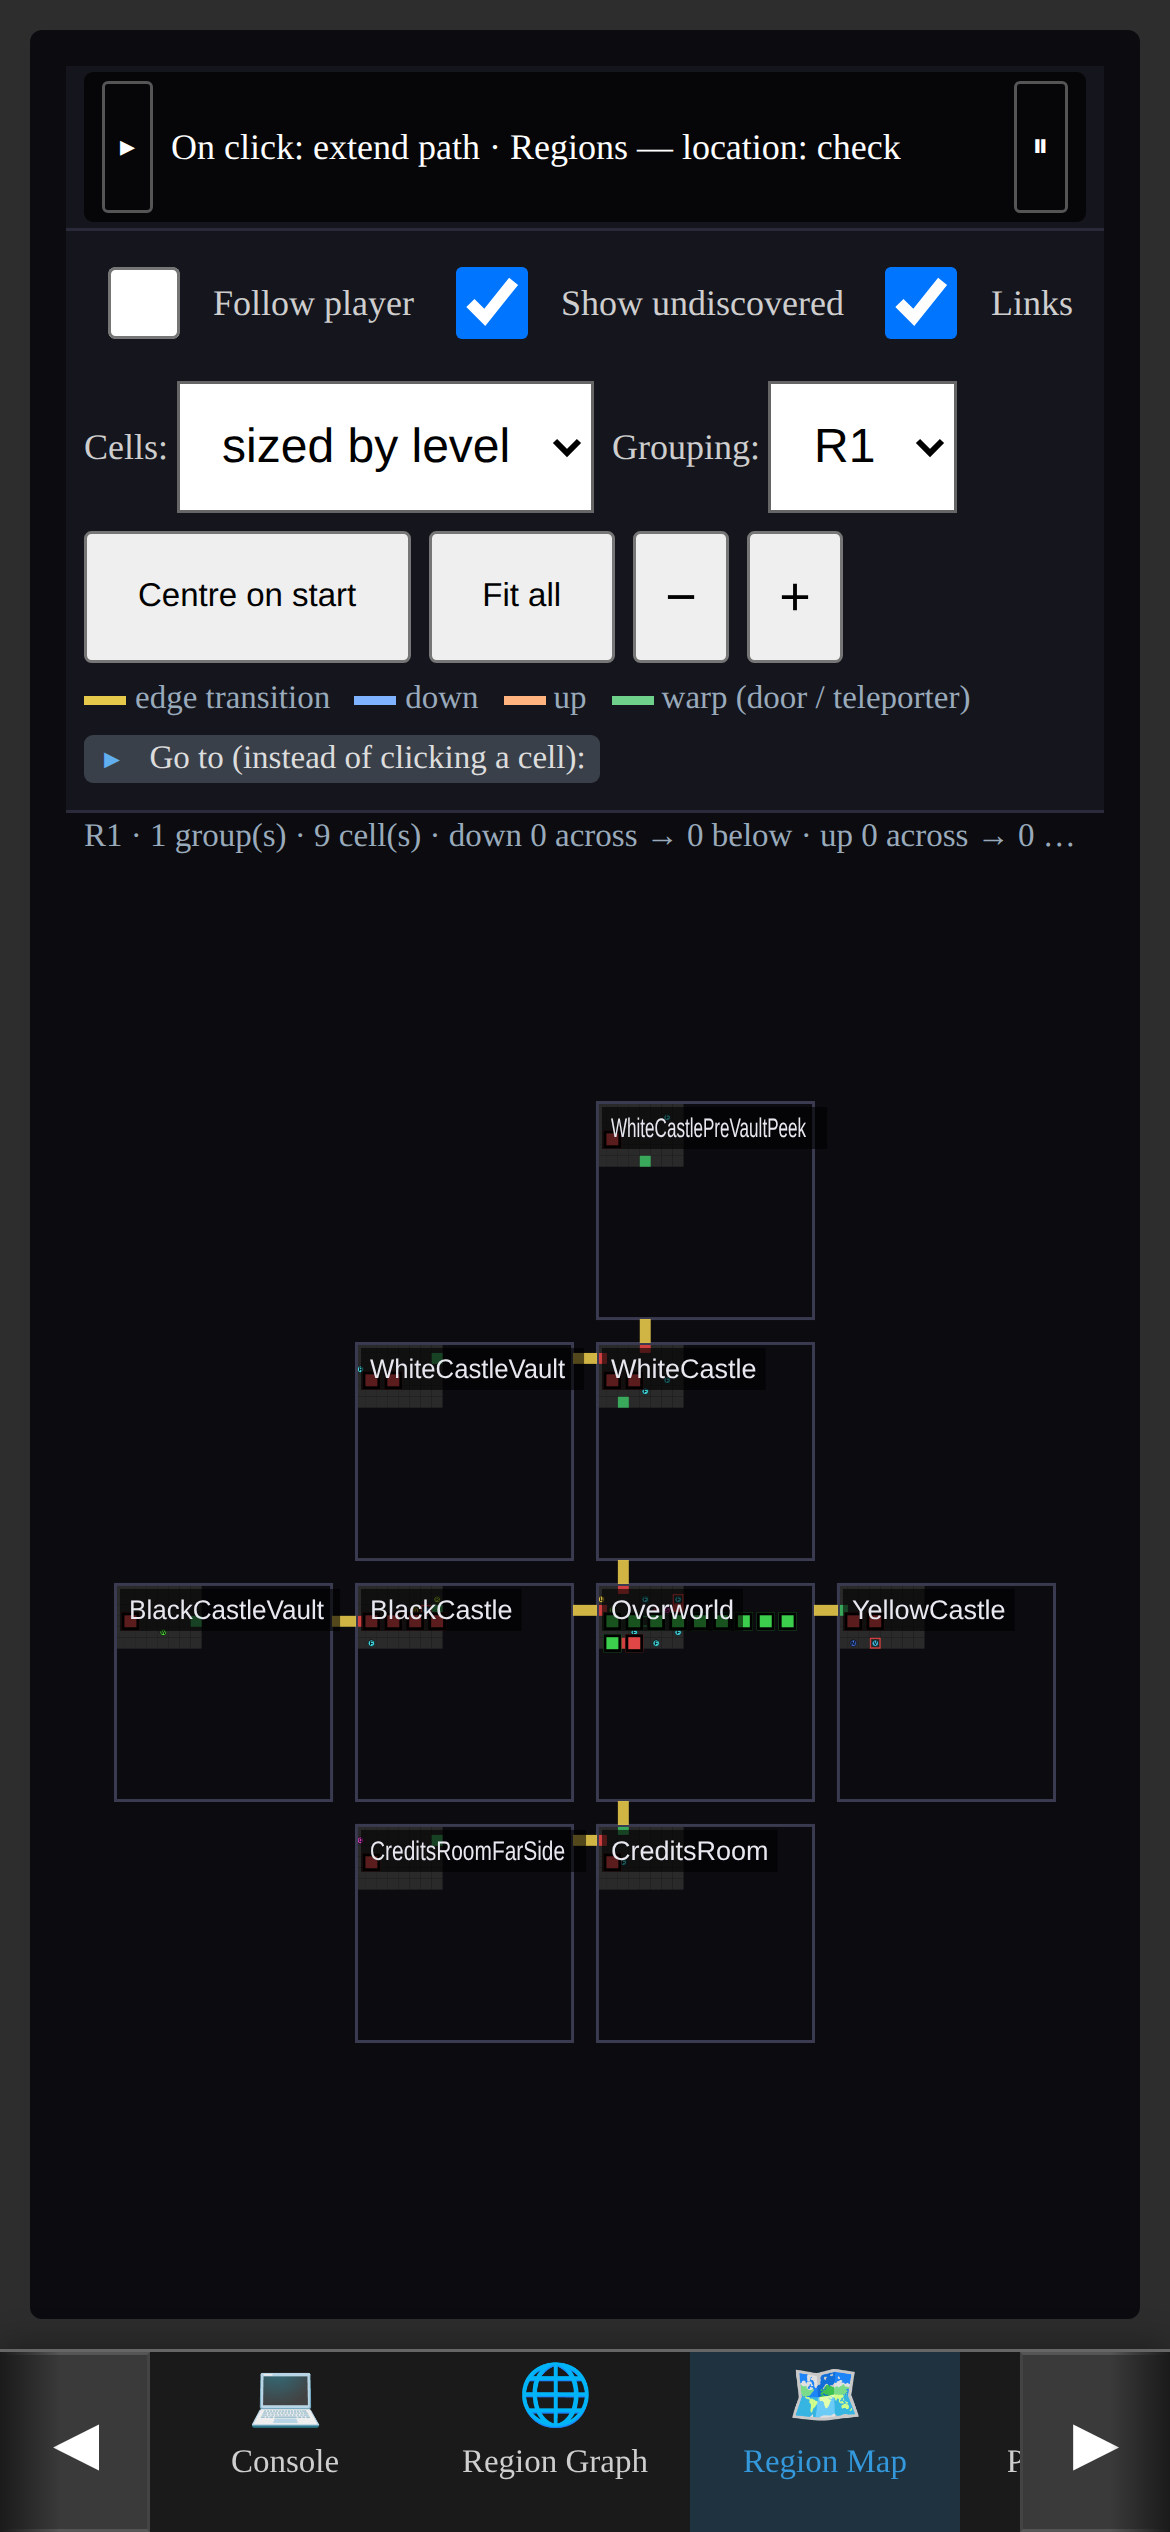 On click: extend path · Regions — location: check
Follow player
Show undiscovered
Links
Cells:
sized by level
Grouping:
R1
Centre on start
Fit all
−
+
edge transition
down
up
warp (door / teleporter)
Go to (instead of clicking a cell):
R1 · 1 group(s) · 9 cell(s) · down 0 across → 0 below · up 0 across → 0 …
WhiteCastlePreVaultPeek
WhiteCastleVault
WhiteCastle
BlackCastleVault
BlackCastle
Overworld
YellowCastle
CreditsRoomFarSide
CreditsRoom
Console
Region Graph
Region Map
P